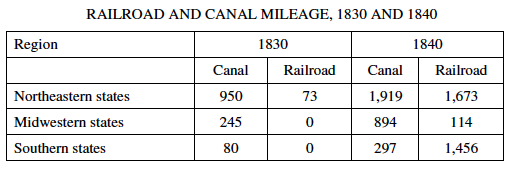 RAILROAD AND CANAL MILEAGE, 1830 AND 1840
Region 1830 1840
Canal Railroad Canal Railroad
Northeastern states 950 73 1,919 1,673
Midwestern states 245 0 894 114
Southern states 80 0 297 1,456